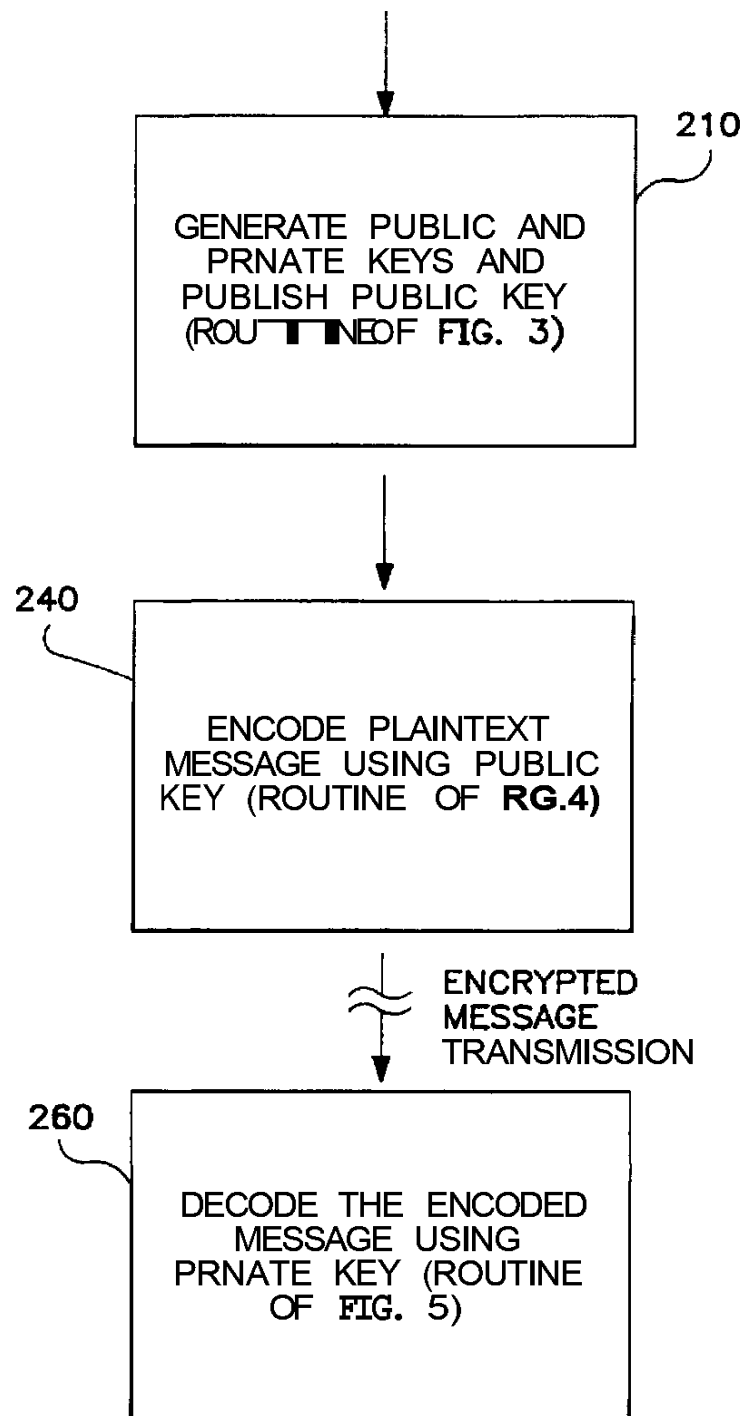 210
GENERATE PUBLIC AND
PRNATE KEYS AND
PUBLISH PUBLIC KEY
FIG. 3)
240
ENCODE PLAINTEXT
MESSAGE USING PUBLIC
KEY (ROUTINE OF RG.4)
ENCRYPTED
MESSAGE
TRANSMISSION
260
DECODE THE ENCODED
MESSAGE USING
PRNATE KEY (ROUTINE
OF FIG. 5)